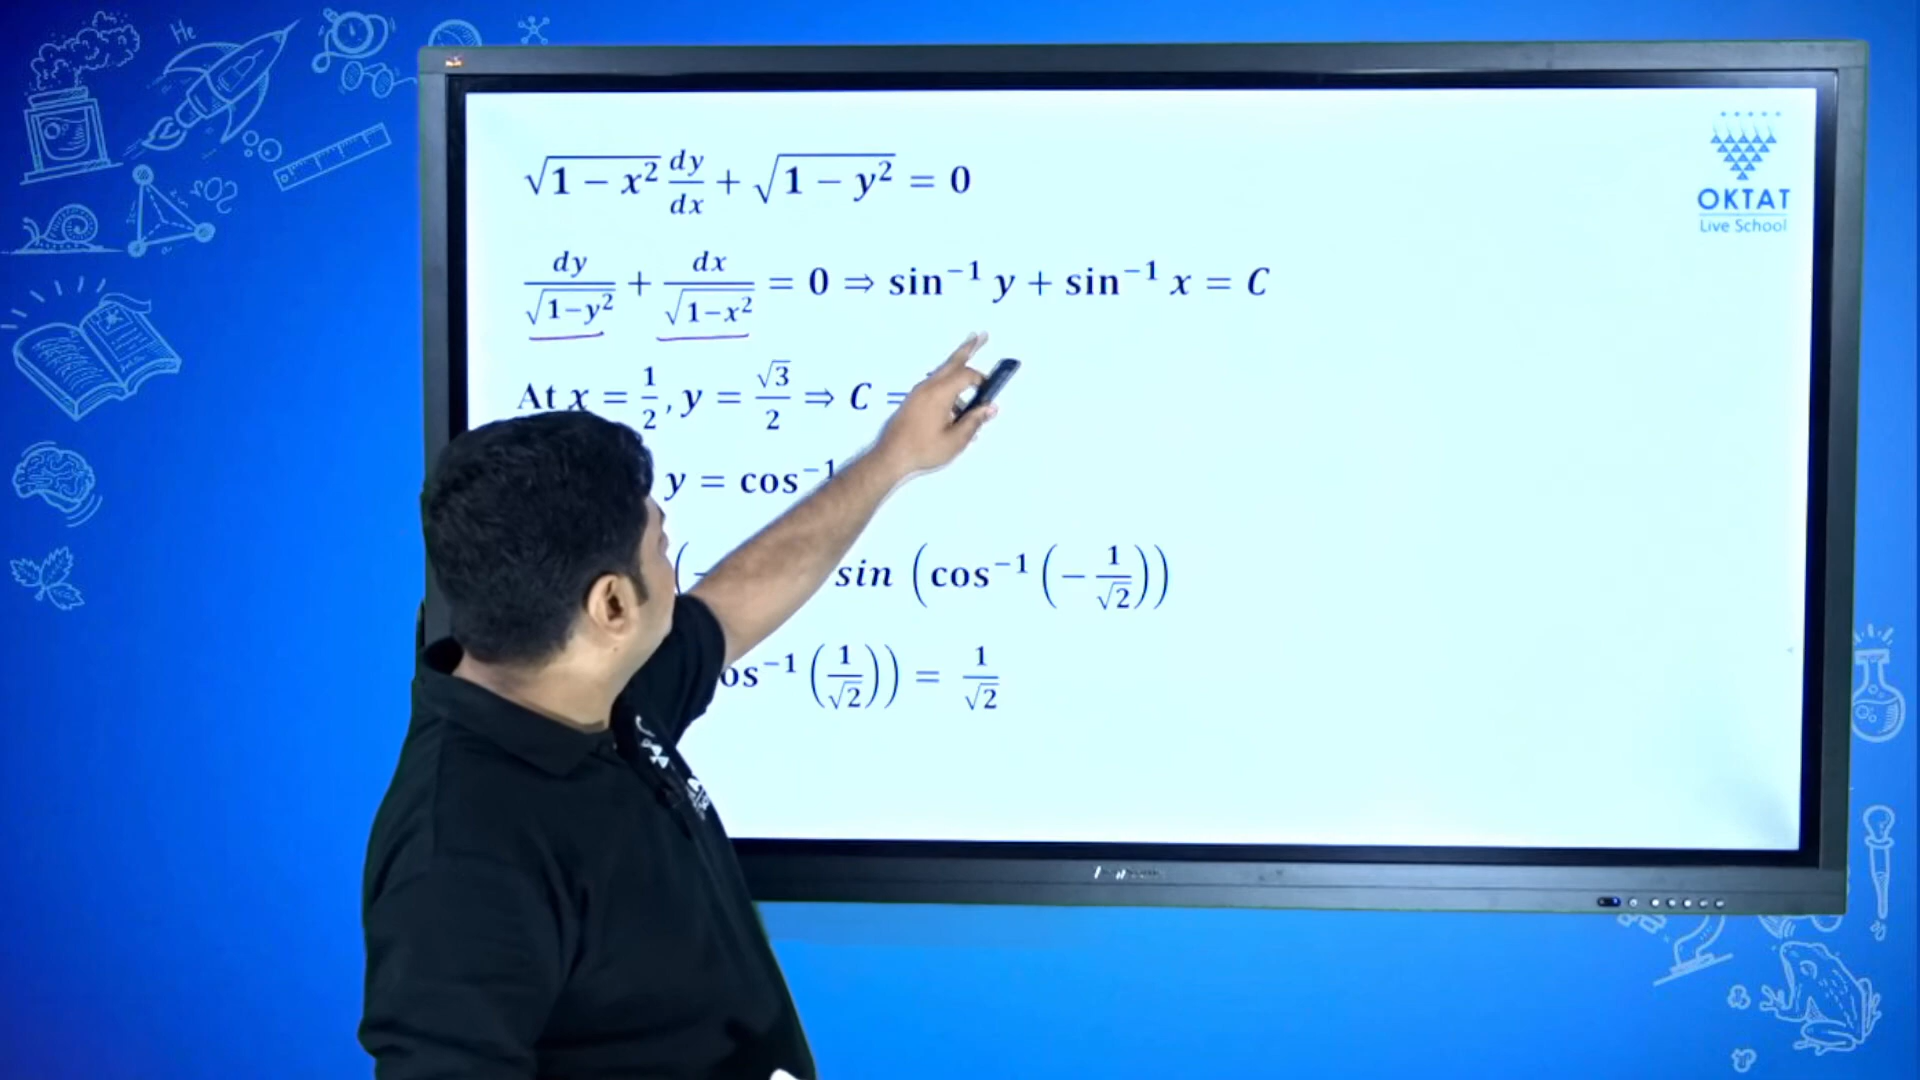 √1 − x² dy/dx + √1 − y² = 0
OKTAT
Live School
dy/√1−y² + dx/√1−x² = 0 ⇒ sin⁻¹ y + sin⁻¹ x = C
At x = 1/2, y = √3/2 ⇒ C =
y = cos⁻¹
sin (cos⁻¹ (− 1/√2))
os⁻¹ (1/√2)) = 1/√2
He